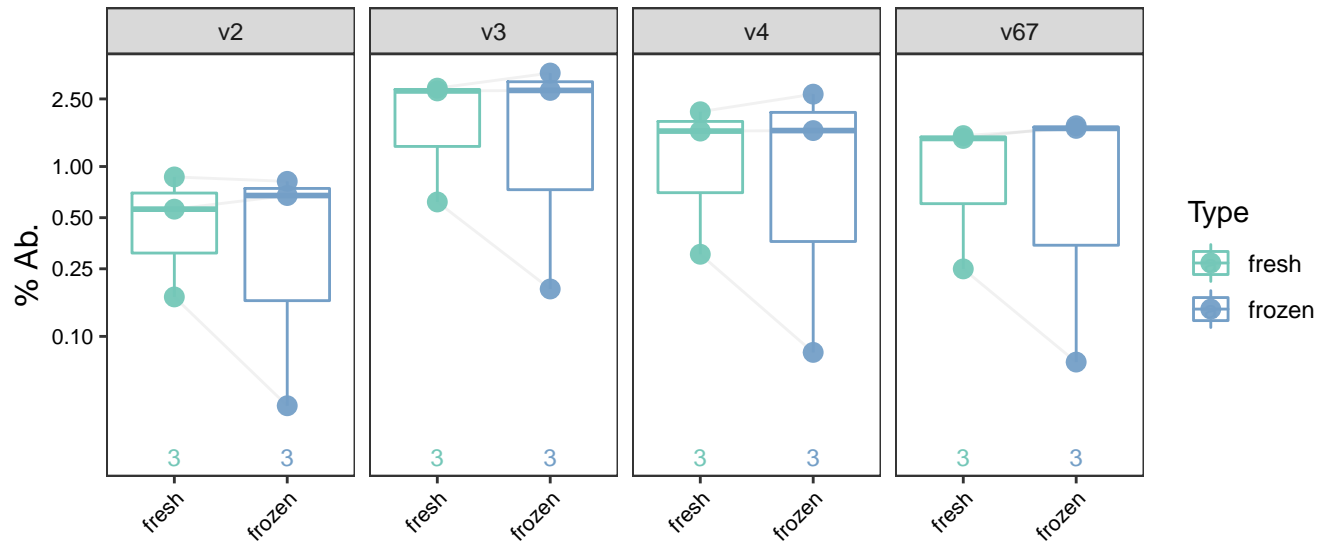 v2 v3 v4 v67
% Ab.
2.50
1.00
0.50
0.25
0.10
3 3 3 3 3 3 3 3
fresh frozen fresh frozen fresh frozen fresh frozen
Type
fresh
frozen